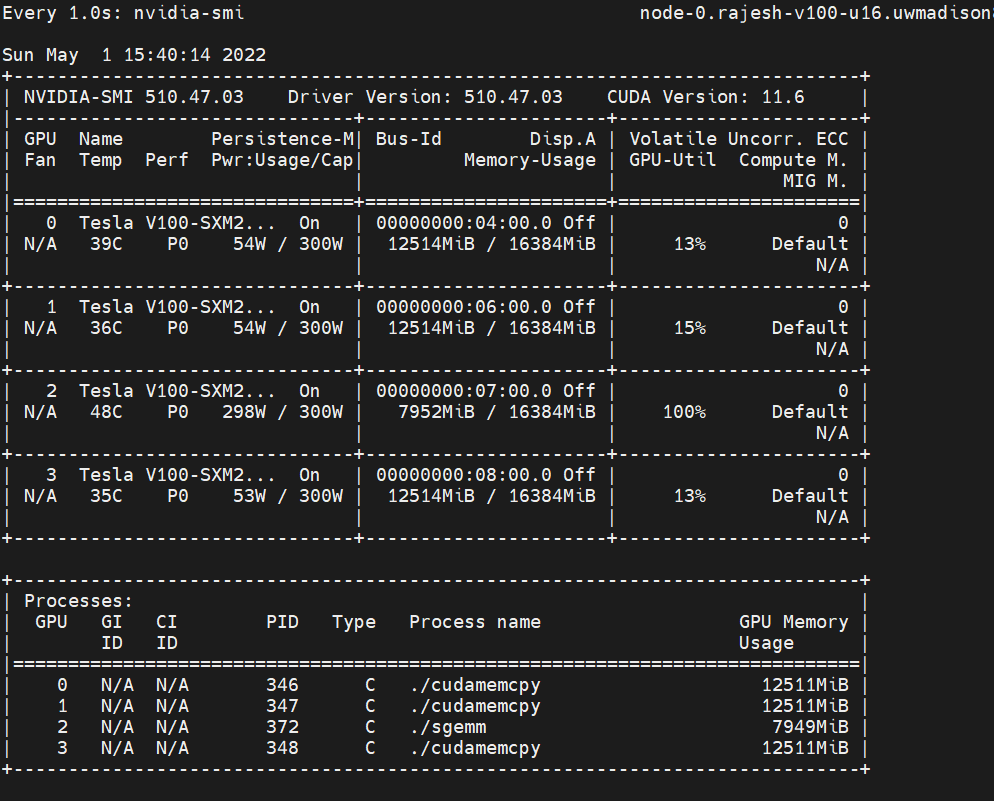 Every 1.0s: nvidia-smi                                    node-0.rajesh-v100-u16.uwmadison
Sun May  1 15:40:14 2022
+-----------------------------------------------------------------------------+
| NVIDIA-SMI 510.47.03    Driver Version: 510.47.03    CUDA Version: 11.6     |
|-------------------------------+----------------------+----------------------+
| GPU  Name        Persistence-M| Bus-Id        Disp.A | Volatile Uncorr. ECC |
| Fan  Temp  Perf  Pwr:Usage/Cap|         Memory-Usage | GPU-Util  Compute M. |
|                               |                      |               MIG M. |
|===============================+======================+======================|
|   0  Tesla V100-SXM2...  On   | 00000000:04:00.0 Off |                    0 |
| N/A   39C    P0    54W / 300W |  12514MiB / 16384MiB |     13%      Default |
|                               |                      |                  N/A |
+-------------------------------+----------------------+----------------------+
|   1  Tesla V100-SXM2...  On   | 00000000:06:00.0 Off |                    0 |
| N/A   36C    P0    54W / 300W |  12514MiB / 16384MiB |     15%      Default |
|                               |                      |                  N/A |
+-------------------------------+----------------------+----------------------+
|   2  Tesla V100-SXM2...  On   | 00000000:07:00.0 Off |                    0 |
| N/A   48C    P0   298W / 300W |   7952MiB / 16384MiB |    100%      Default |
|                               |                      |                  N/A |
+-------------------------------+----------------------+----------------------+
|   3  Tesla V100-SXM2...  On   | 00000000:08:00.0 Off |                    0 |
| N/A   35C    P0    53W / 300W |  12514MiB / 16384MiB |     13%      Default |
|                               |                      |                  N/A |
+-------------------------------+----------------------+----------------------+
+-----------------------------------------------------------------------------+
| Processes:                                                                  |
|  GPU   GI   CI        PID   Type   Process name                  GPU Memory |
|        ID   ID                                                   Usage      |
|=============================================================================|
|    0   N/A  N/A       346      C   ./cudamemcpy                    12511MiB |
|    1   N/A  N/A       347      C   ./cudamemcpy                    12511MiB |
|    2   N/A  N/A       372      C   ./sgemm                          7949MiB |
|    3   N/A  N/A       348      C   ./cudamemcpy                    12511MiB |
+-----------------------------------------------------------------------------+